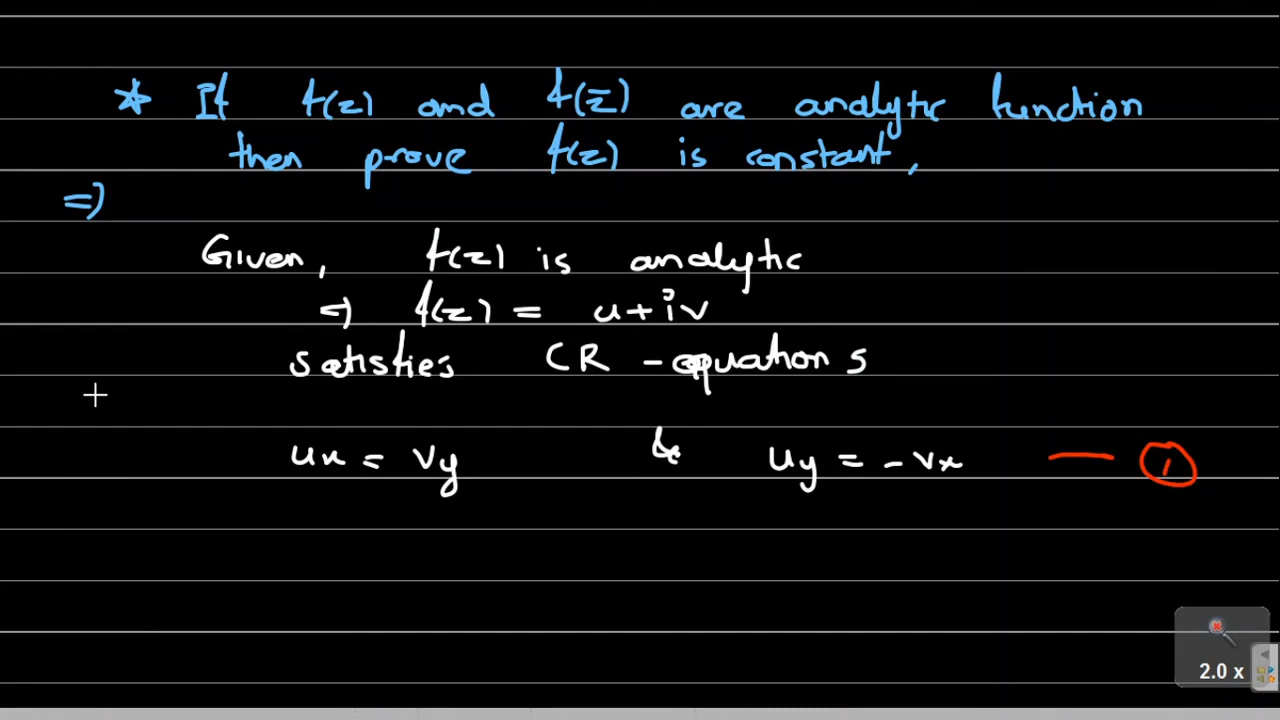 * If f(z) and f(z̄) are analytic function
then prove f(z) is constant,
=>
Given, f(z) is analytic
=> f(z) = u+iv
satisfies CR - equations
ux = vy & uy = -vx — ①
2.0 x